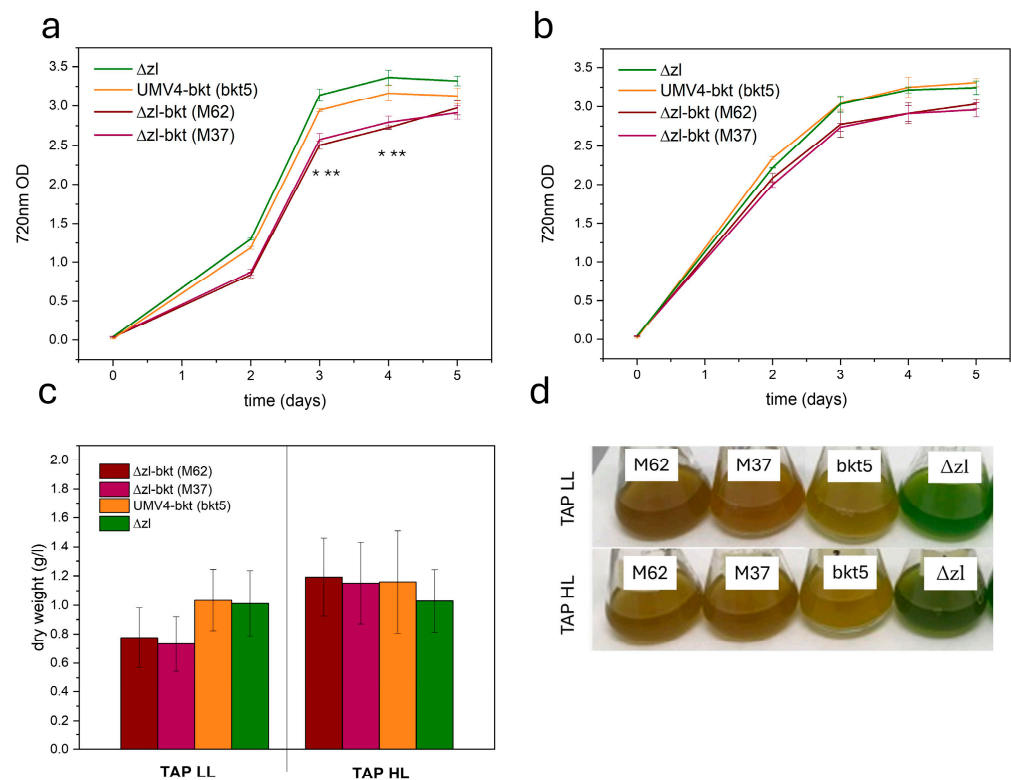 a
Δzl
UMV4-bkt (bkt5)
Δzl-bkt (M62)
Δzl-bkt (M37)
3.5
3.0
2.5
2.0
1.5
1.0
0.5
0.0
720nm OD
* **
* **
0 1 2 3 4 5
time (days)
b
Δzl
UMV4-bkt (bkt5)
Δzl-bkt (M62)
Δzl-bkt (M37)
3.5
3.0
2.5
2.0
1.5
1.0
0.5
0.0
720nm OD
0 1 2 3 4 5
time (days)
c
Δzl-bkt (M62)
Δzl-bkt (M37)
UMV4-bkt (bkt5)
Δzl
2.0
1.8
1.6
1.4
1.2
1.0
0.8
0.6
0.4
0.2
0.0
dry weight (g/l)
TAP LL TAP HL
d
TAP LL
M62 M37 bkt5 Δzl
TAP HL
M62 M37 bkt5 Δzl